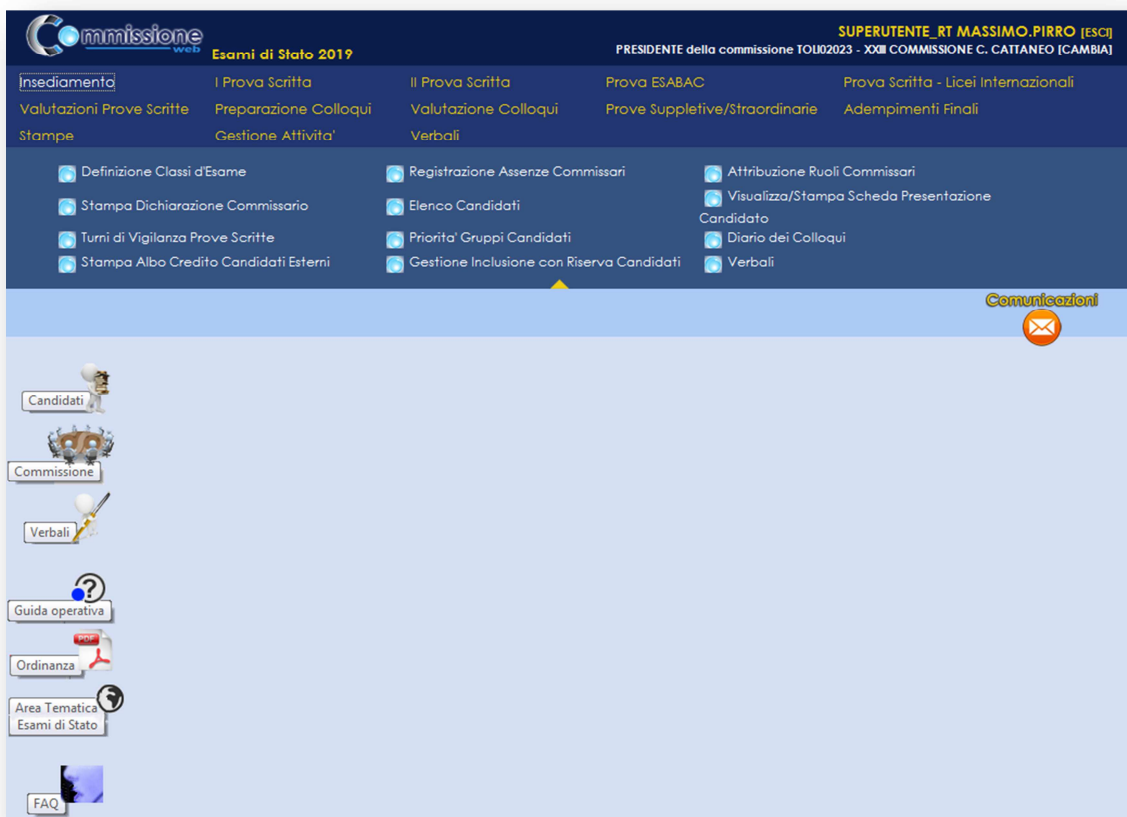 Commissione
web
Esami di Stato 2019
SUPERUTENTE_RT MASSIMO.PIRRO [ESCI]
PRESIDENTE della commissione TOLI02023 - XXIII COMMISSIONE C. CATTANEO [CAMBIA]
Insediamento I Prova Scritta II Prova Scritta Prova ESABAC Prova Scritta - Licei Internazionali
Valutazioni Prove Scritte Preparazione Colloqui Valutazione Colloqui Prove Suppletive/Straordinarie Adempimenti Finali
Stampe Gestione Attivita' Verbali
Definizione Classi d'Esame Registrazione Assenze Commissari Attribuzione Ruoli Commissari
Stampa Dichiarazione Commissario Elenco Candidati Visualizza/Stampa Scheda Presentazione
Candidato
Turni di Vigilanza Prove Scritte Priorita' Gruppi Candidati Diario dei Colloqui
Stampa Albo Credito Candidati Esterni Gestione Inclusione con Riserva Candidati Verbali
Comunicazioni
Candidati
Commissione
Verbali
Guida operativa
PDF
Ordinanza
Area Tematica
Esami di Stato
FAQ